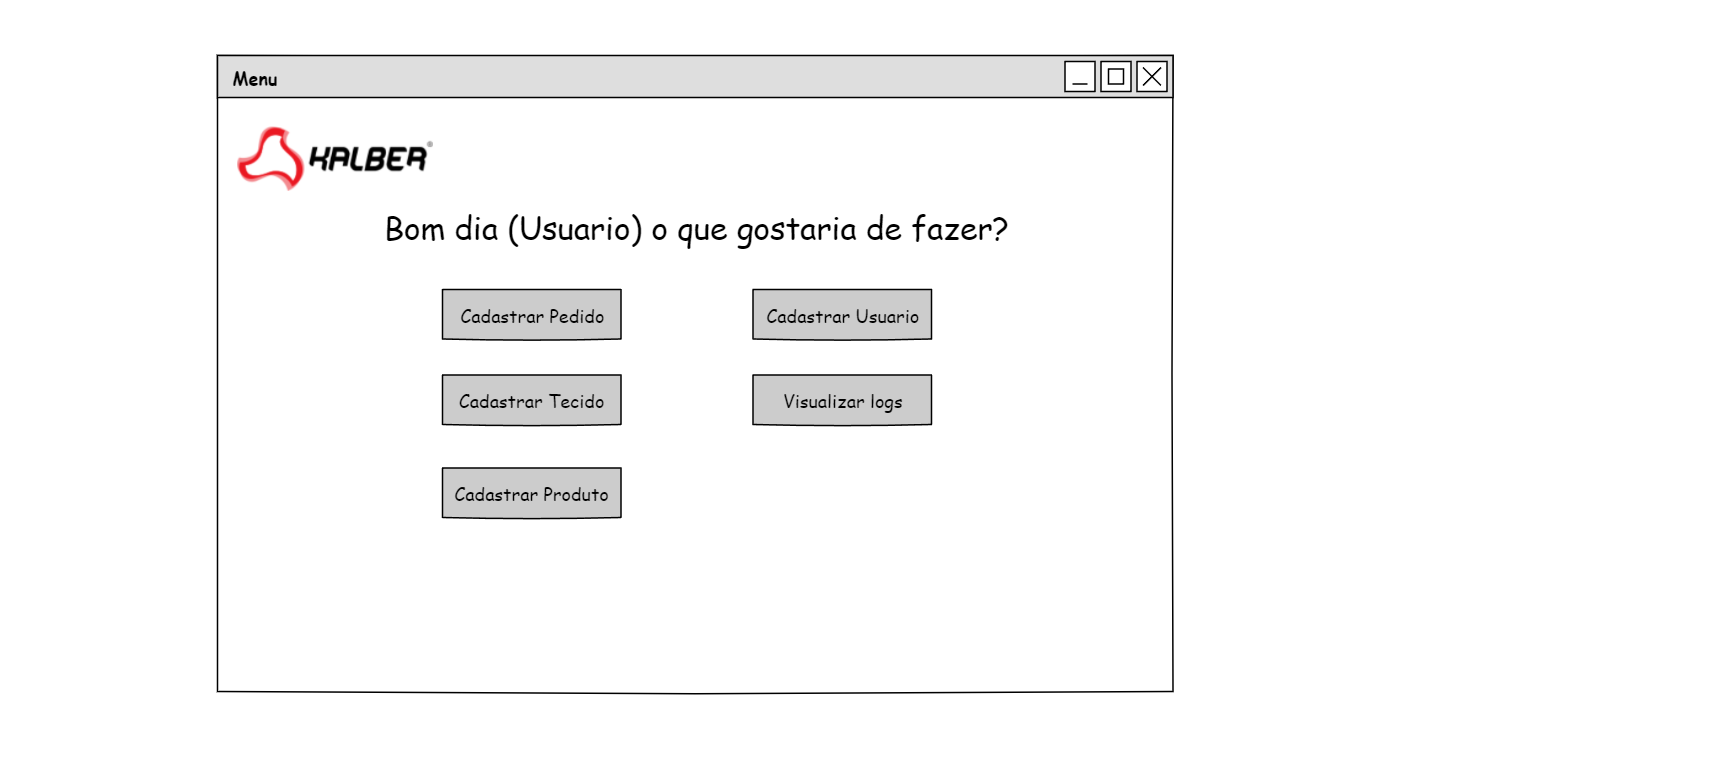 Menu
KALBER®
Bom dia (Usuario) o que gostaria de fazer?
Cadastrar Pedido
Cadastrar Usuario
Cadastrar Tecido
Visualizar logs
Cadastrar Produto